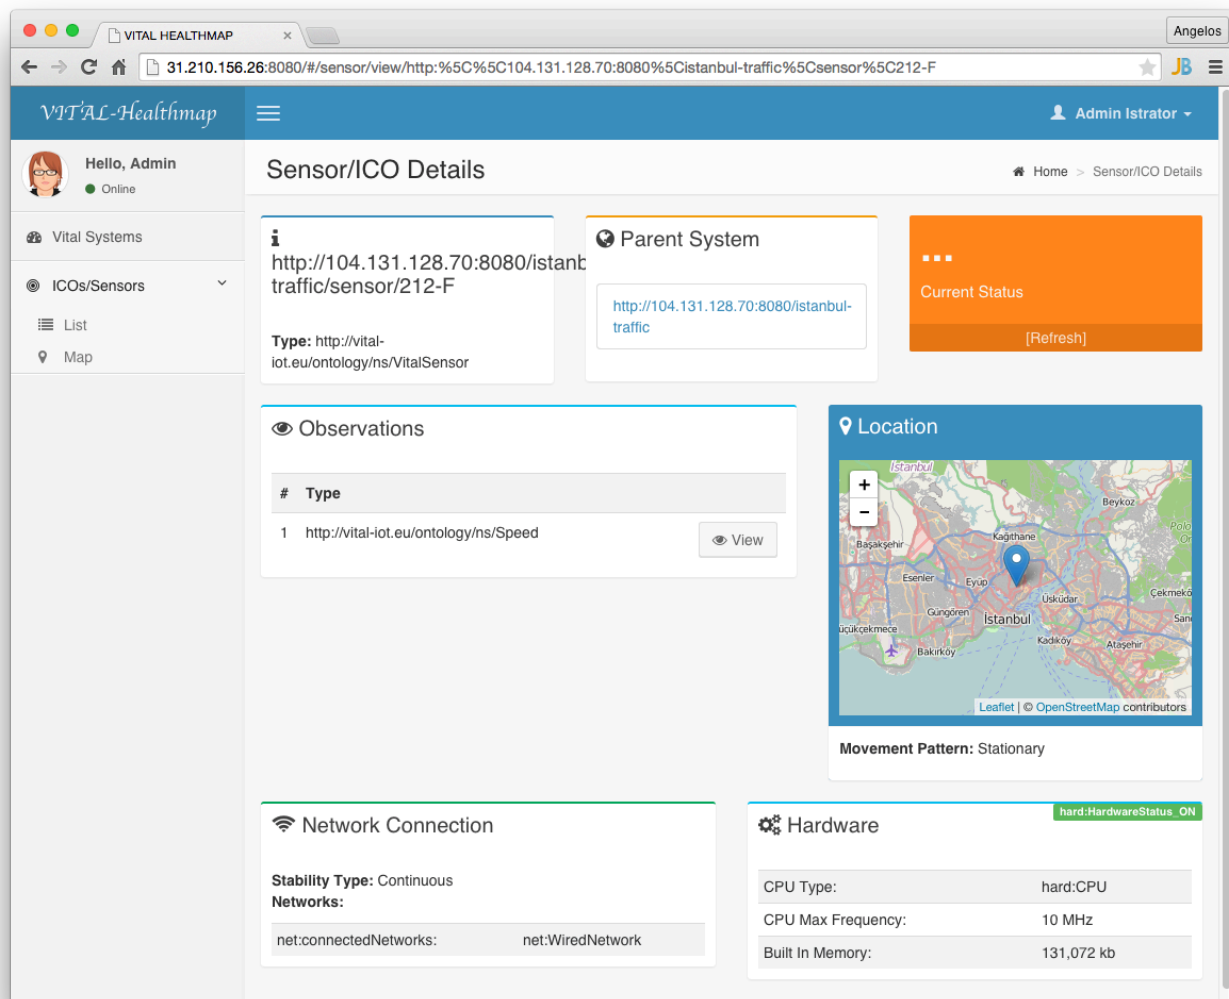 VITAL HEALTHMAP
Angelos
31.210.156.26:8080/#/sensor/view/http:%5C%5C104.131.128.70:8080%5Cistanbul-traffic%5Csensor%5C212-F
JB
VITAL-Healthmap
Admin Istrator
Hello, Admin
Online
Sensor/ICO Details
Home > Sensor/ICO Details
Vital Systems
ICOs/Sensors
List
Map
http://104.131.128.70:8080/istanb
traffic/sensor/212-F
Type: http://vital-
iot.eu/ontology/ns/VitalSensor
Parent System
http://104.131.128.70:8080/istanbul-
traffic
...
Current Status
[Refresh]
Observations
# Type
1 http://vital-iot.eu/ontology/ns/Speed
View
Location
+
−
Istanbul
Beykoz
Kağıthane
Başakşehir
Esenler
Eyüp
Üsküdar
Çekmekö
Güngören
İstanbul
San
üçükçekmece
Kadıköy
Ataşehir
Bakırköy
Leaflet | © OpenStreetMap contributors
Movement Pattern: Stationary
Network Connection
Stability Type: Continuous
Networks:
net:connectedNetworks: net:WiredNetwork
hard:HardwareStatus_ON
Hardware
CPU Type: hard:CPU
CPU Max Frequency: 10 MHz
Built In Memory: 131,072 kb